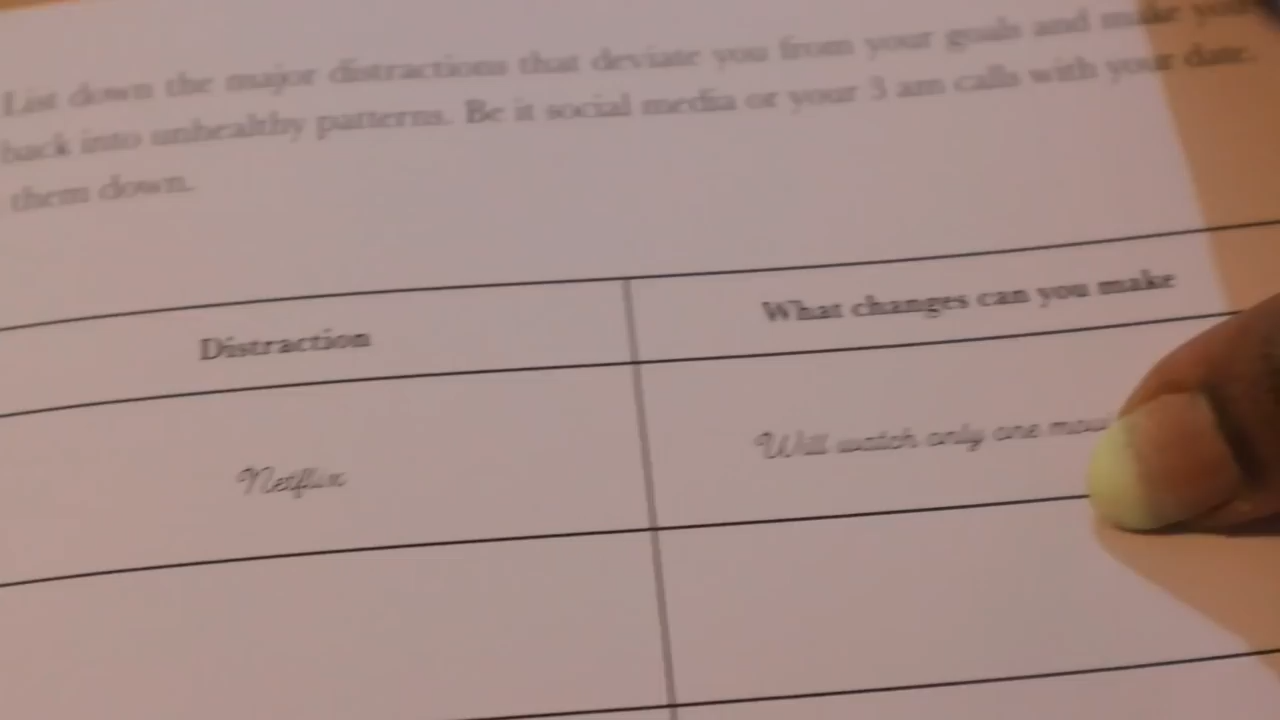 List down the major distractions that deviate you from your goals and make you
back into unhealthy patterns. Be it social media or your 3 am calls with your date.
them down.
Distraction
What changes can you make
Netflix
Will watch only one